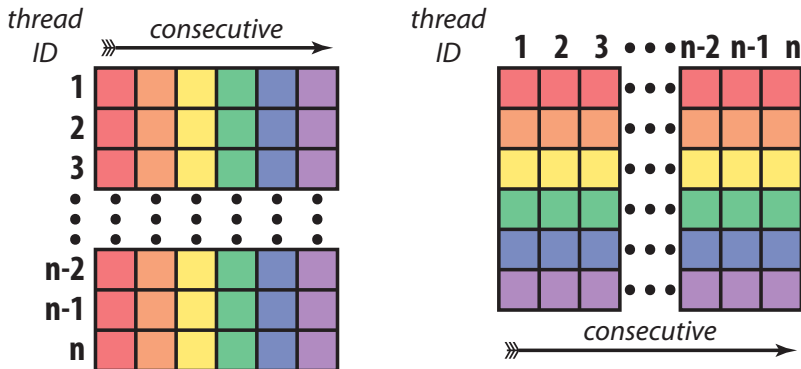 thread
ID
consecutive
1
2
3
n-2
n-1
n
thread
ID
1 2 3 n-2 n-1 n
consecutive